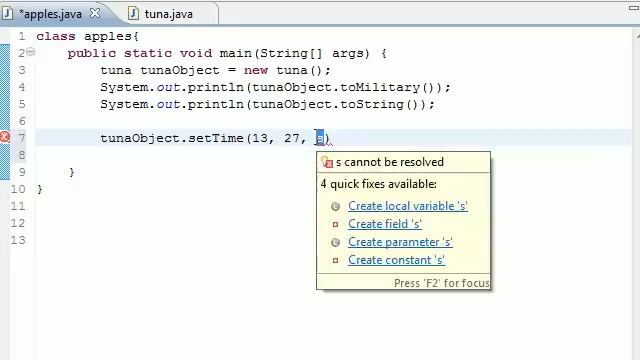 *apples.java tuna.java
1 class apples{
2 public static void main(String[] args) {
3 tuna tunaObject = new tuna();
4 System.out.println(tunaObject.toMilitary());
5 System.out.println(tunaObject.toString());
6
7 tunaObject.setTime(13, 27, s)
8
s cannot be resolved
4 quick fixes available:
9 }
Create local variable 's'
10 }
11
Create field 's'
12
Create parameter 's'
13
Create constant 's'
Press 'F2' for focus